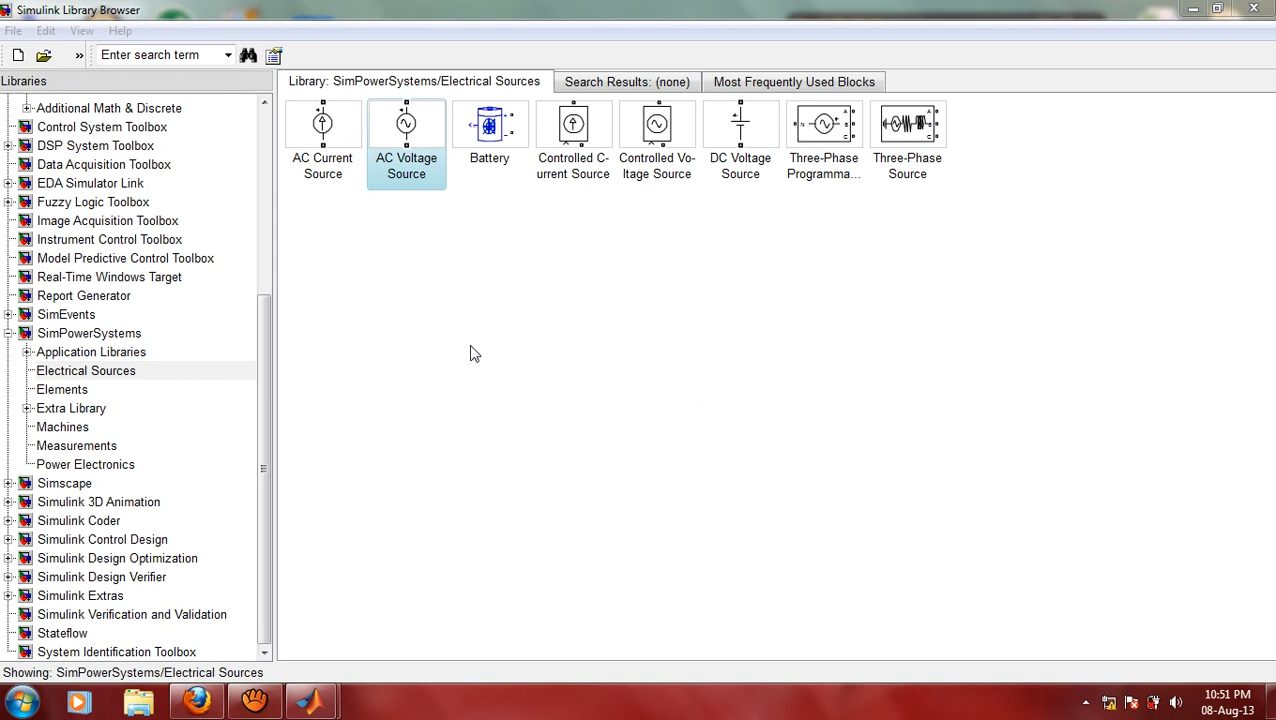 Simulink Library Browser
File Edit View Help
» Enter search term
Libraries
Library: SimPowerSystems/Electrical Sources
Search Results: (none)
Most Frequently Used Blocks
Additional Math & Discrete
Control System Toolbox
DSP System Toolbox
Data Acquisition Toolbox
EDA Simulator Link
Fuzzy Logic Toolbox
Image Acquisition Toolbox
Instrument Control Toolbox
Model Predictive Control Toolbox
Real-Time Windows Target
Report Generator
SimEvents
SimPowerSystems
Application Libraries
Electrical Sources
Elements
Extra Library
Machines
Measurements
Power Electronics
Simscape
Simulink 3D Animation
Simulink Coder
Simulink Control Design
Simulink Design Optimization
Simulink Design Verifier
Simulink Extras
Simulink Verification and Validation
Stateflow
System Identification Toolbox
AC Current
Source
AC Voltage
Source
Battery
Controlled C-
urrent Source
Controlled Vo-
ltage Source
DC Voltage
Source
Three-Phase
Programma...
Three-Phase
Source
Showing: SimPowerSystems/Electrical Sources
10:51 PM
08-Aug-13